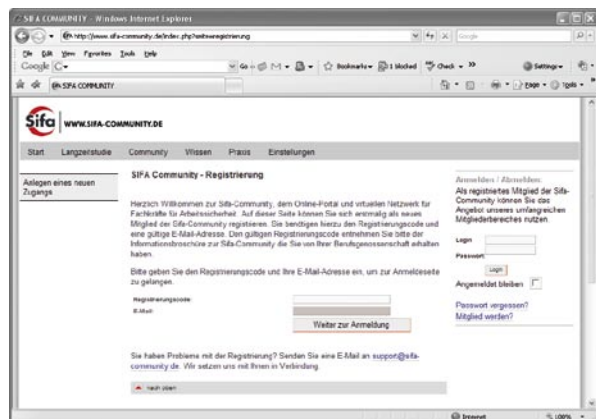 SIFA COMMUNITY - Windows Internet Explorer
Google
File Edit View Favorites Tools Help
Google G
Go
Bookmarks
1 blocked
Check
Settings
SIFA COMMUNITY
Page
Tools
Sifa WWW.SIFA-COMMUNITY.DE
Start Langzeitstudie Community Wissen Praxis Einstellungen
Anlegen eines neuen
Zugangs
SIFA Community - Registrierung
Herzlich Willkommen zur Sifa-Community, dem Online-Portal und virtuellen Netzwerk für
Fachkräfte für Arbeitssicherheit. Auf dieser Seite können Sie sich erstmalig als neues
Mitglied der Sifa-Community registrieren. Sie benötigen hierzu den Registrierungscode und
eine gültige E-Mail-Adresse. Den gültigen Registrierungscode entnehmen Sie bitte der
Informationsbroschüre zur Sifa-Community die Sie von Ihrer Berufsgenossenschaft erhalten
haben.
Bitte geben Sie den Registrierungscode und Ihre E-Mail-Adresse ein, um zur Anmeldeseite
zu gelangen.
Registrierungscode:
E-Mail:
Weiter zur Anmeldung
Sie haben Probleme mit der Registrierung? Senden Sie eine E-Mail an support@sifa-
community.de. Wir setzen uns mit Ihnen in Verbindung.
nach oben
Anmelden / Abmelden:
Als registriertes Mitglied der Sifa-
Community können Sie das
Angebot unseres umfangreichen
Mitgliederbereiches nutzen.
Login
Passwort
Login
Angemeldet bleiben
Passwort vergessen?
Mitglied werden?
Internet
100%